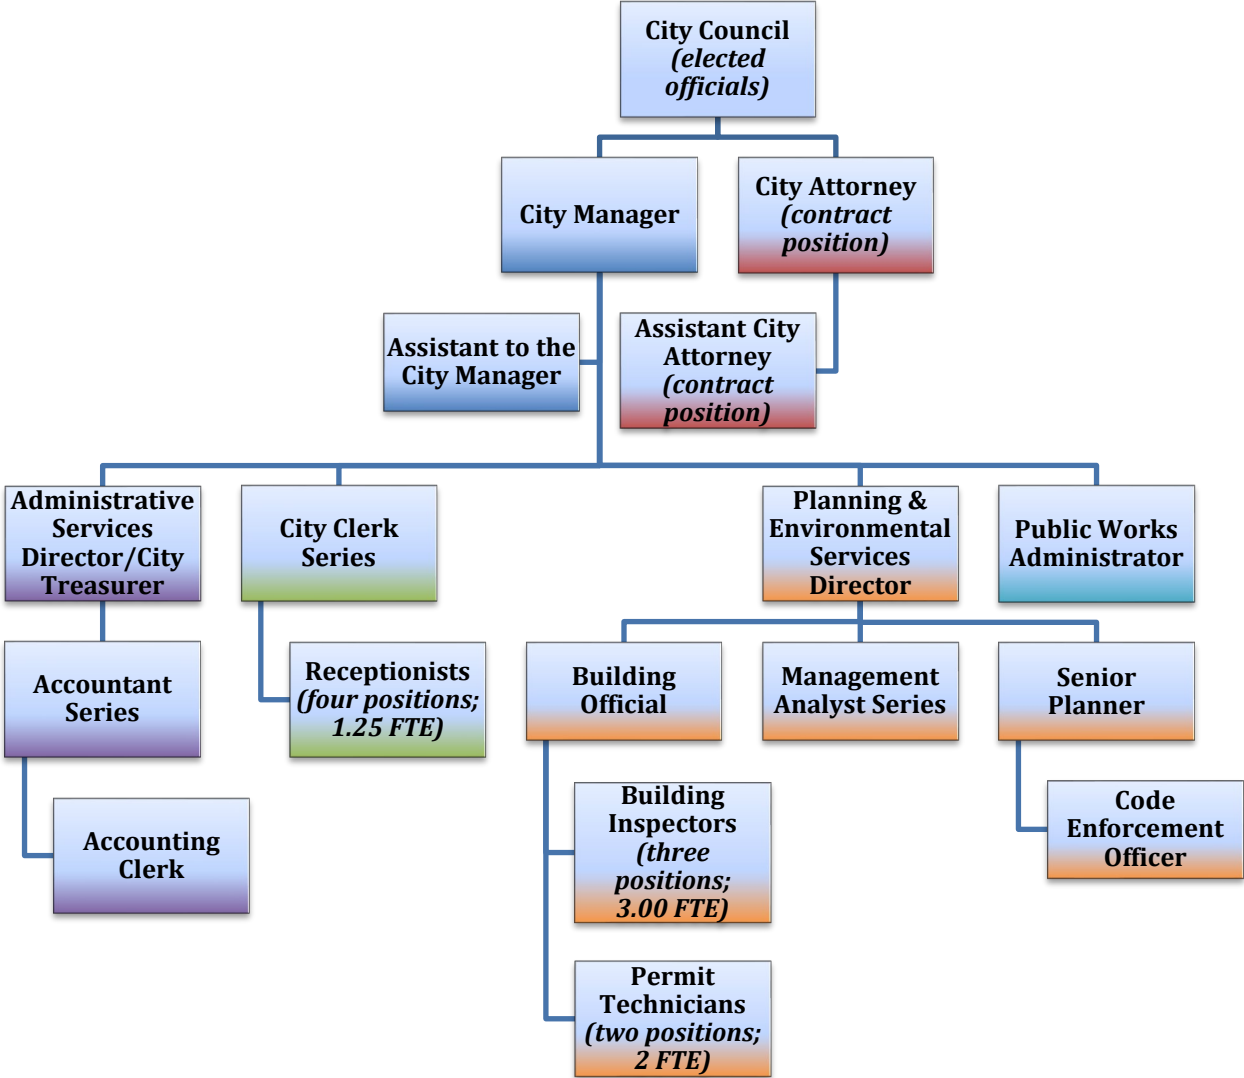 City Council
(elected
officials)
City Manager
City Attorney
(contract
position)
Assistant to the
City Manager
Assistant City
Attorney
(contract
position)
Administrative
Services
Director/City
Treasurer
City Clerk
Series
Planning &
Environmental
Services
Director
Public Works
Administrator
Accountant
Series
Receptionists
(four positions;
1.25 FTE)
Building
Official
Management
Analyst Series
Senior
Planner
Accounting
Clerk
Building
Inspectors
(three
positions;
3.00 FTE)
Code
Enforcement
Officer
Permit
Technicians
(two positions;
2 FTE)